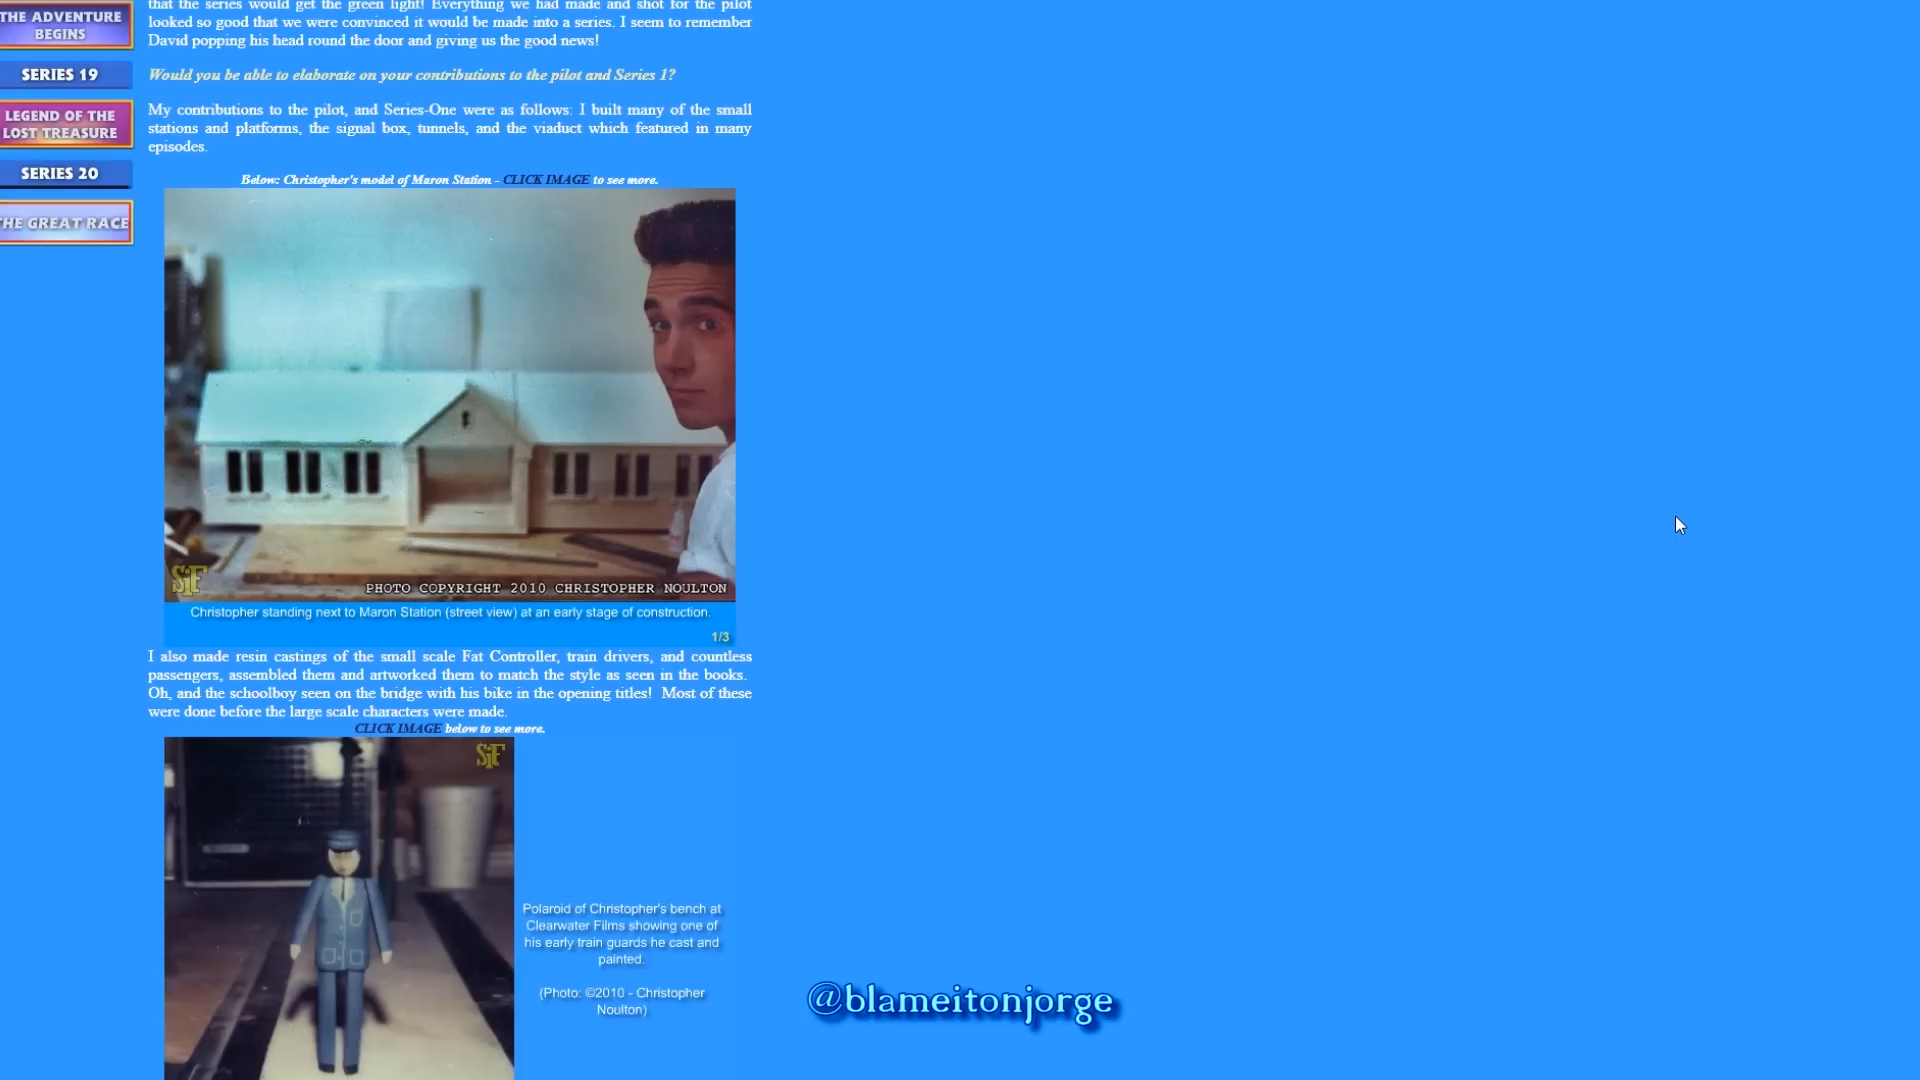 THE ADVENTURE
BEGINS
SERIES 19
LEGEND OF THE
LOST TREASURE
SERIES 20
THE GREAT RACE
that the series would get the green light! Everything we had made and shot for the pilot
looked so good that we were convinced it would be made into a series. I seem to remember
David popping his head round the door and giving us the good news!
Would you be able to elaborate on your contributions to the pilot and Series 1?
My contributions to the pilot, and Series-One were as follows: I built many of the small
stations and platforms, the signal box, tunnels, and the viaduct which featured in many
episodes.
Below: Christopher's model of Maron Station - CLICK IMAGE to see more.
SiF
PHOTO COPYRIGHT 2010 CHRISTOPHER NOULTON
Christopher standing next to Maron Station (street view) at an early stage of construction.
1/3
I also made resin castings of the small scale Fat Controller, train drivers, and countless
passengers, assembled them and artworked them to match the style as seen in the books.
Oh, and the schoolboy seen on the bridge with his bike in the opening titles! Most of these
were done before the large scale characters were made.
CLICK IMAGE below to see more.
SiF
Polaroid of Christopher's bench at
Clearwater Films showing one of
his early train guards he cast and
painted.
(Photo: ©2010 - Christopher
Noulton)
@blameitonjorge